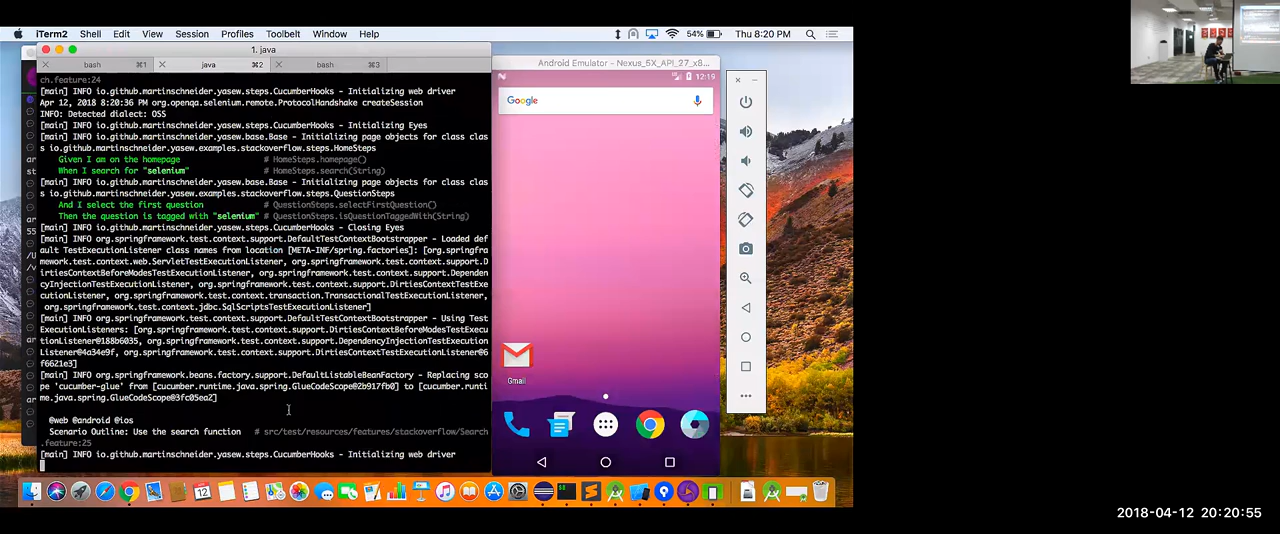 iTerm2 Shell Edit View Session Profiles Toolbelt Window Help 54% Thu 8:20 PM
1. java
bash ⌘1 java ⌘2 bash ⌘3
ch.feature:24
[main] INFO io.github.martinschneider.yasew.steps.CucumberHooks - Initializing web driver
Apr 12, 2018 8:20:36 PM org.openqa.selenium.remote.ProtocolHandshake createSession
INFO: Detected dialect: OSS
[main] INFO io.github.martinschneider.yasew.steps.CucumberHooks - Initializing Eyes
[main] INFO io.github.martinschneider.yasew.base.Base - Initializing page objects for class clas
s io.github.martinschneider.yasew.examples.stackoverflow.steps.HomeSteps
Given I am on the homepage # HomeSteps.homepage()
When I search for "selenium" # HomeSteps.search(String)
[main] INFO io.github.martinschneider.yasew.base.Base - Initializing page objects for class clas
s io.github.martinschneider.yasew.examples.stackoverflow.steps.QuestionSteps
And I select the first question # QuestionSteps.selectFirstQuestion()
Then the question is tagged with "selenium" # QuestionSteps.isQuestionTaggedWith(String)
[main] INFO io.github.martinschneider.yasew.steps.CucumberHooks - Closing Eyes
[main] INFO org.springframework.test.context.support.DefaultTestContextBootstrapper - Loaded def
ault TestExecutionListener class names from location [META-INF/spring.factories]: [org.springfra
mework.test.context.web.ServletTestExecutionListener, org.springframework.test.context.support.D
irtiesContextBeforeModesTestExecutionListener, org.springframework.test.context.support.Dependen
cyInjectionTestExecutionListener, org.springframework.test.context.support.DirtiesContextTestExe
cutionListener, org.springframework.test.context.transaction.TransactionalTestExecutionListener,
org.springframework.test.context.jdbc.SqlScriptsTestExecutionListener]
[main] INFO org.springframework.test.context.support.DefaultTestContextBootstrapper - Using Test
ExecutionListeners: [org.springframework.test.context.support.DirtiesContextBeforeModesTestExecu
tionListener@188b6035, org.springframework.test.context.support.DependencyInjectionTestExecution
Listener@4a34e9f, org.springframework.test.context.support.DirtiesContextTestExecutionListener@6
f6621e3]
[main] INFO org.springframework.beans.factory.support.DefaultListableBeanFactory - Replacing sco
pe 'cucumber-glue' from [cucumber.runtime.java.spring.GlueCodeScope@2b917fb0] to [cucumber.runti
me.java.spring.GlueCodeScope@3fc05ea2]
@web @android @ios
Scenario Outline: Use the search function # src/test/resources/features/stackoverflow/Search
.feature:25
[main] INFO io.github.martinschneider.yasew.steps.CucumberHooks - Initializing web driver
Android Emulator - Nexus_5X_API_27_x8...
12:19
Google
Gmail
12
2018-04-12 20:20:55